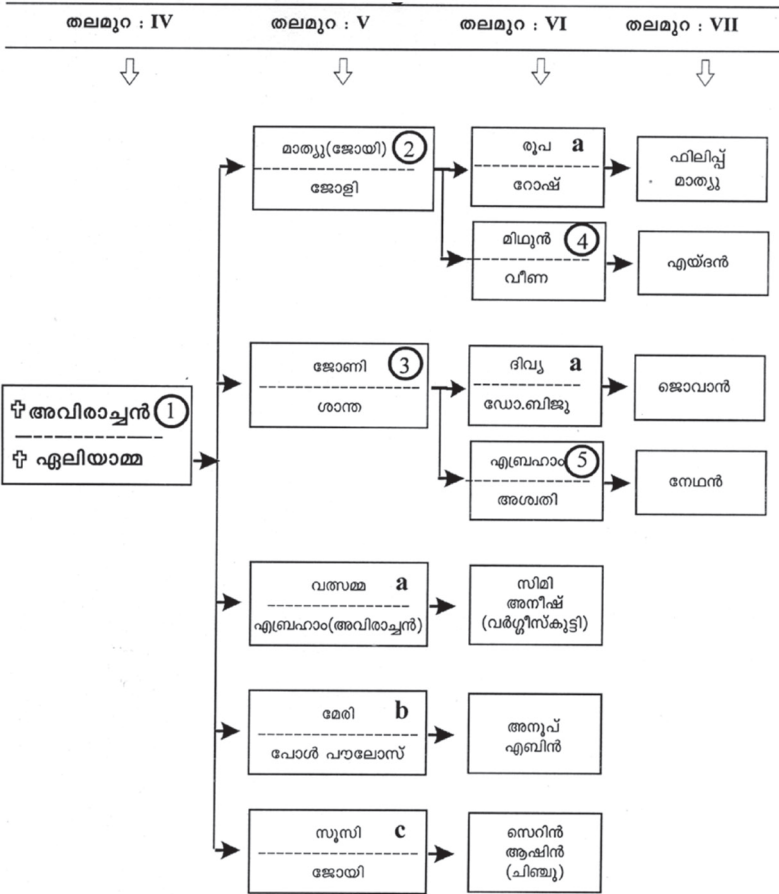 തലമുറ : IV
തലമുറ : V
തലമുറ : VI
തലമുറ : VII
✝ അവിരാച്ചൻ 1
✝ ഏലിയാമ്മ
മാത്യു(ജോയി) 2
ജോളി
രൂപ a
റോഷ്
ഫിലിപ്പ്
മാത്യു
മിഥുൻ 4
വീണ
എയ്ദൻ
ജോണി 3
ശാന്ത
ദിവ്യ a
ഡോ.ബിജു
ജൊവാൻ
എബ്രഹാം 5
അശ്വതി
നേഥൻ
വത്സമ്മ a
എബ്രഹാം(അവിരാച്ചൻ)
സിമി
അനീഷ്
(വർഗ്ഗീസ്കുട്ടി)
മേരി b
പോൾ പൗലോസ്
അനൂപ്
എബിൻ
സൂസി c
ജോയി
സെറിൻ
ആഷിൻ
(ചിഞ്ചു)